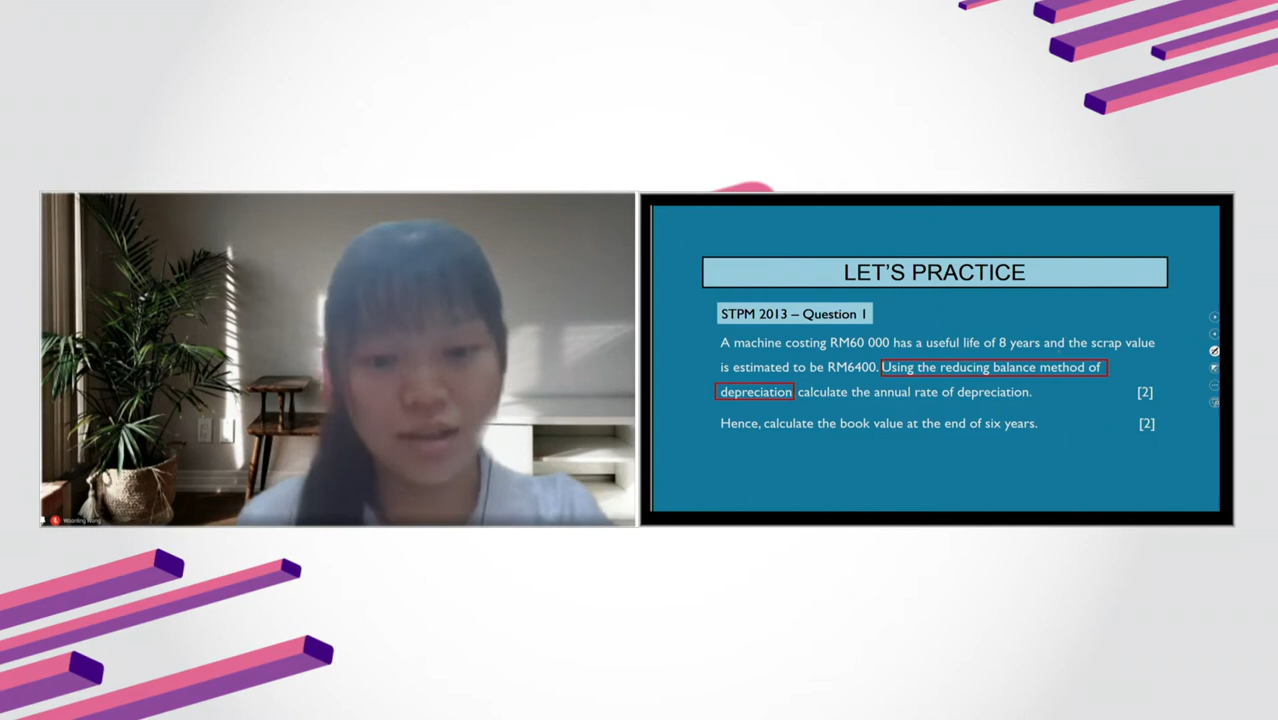 LET'S PRACTICE
STPM 2013 – Question 1
A machine costing RM60 000 has a useful life of 8 years and the scrap value
is estimated to be RM6400. Using the reducing balance method of
depreciation calculate the annual rate of depreciation. [2]
Hence, calculate the book value at the end of six years. [2]